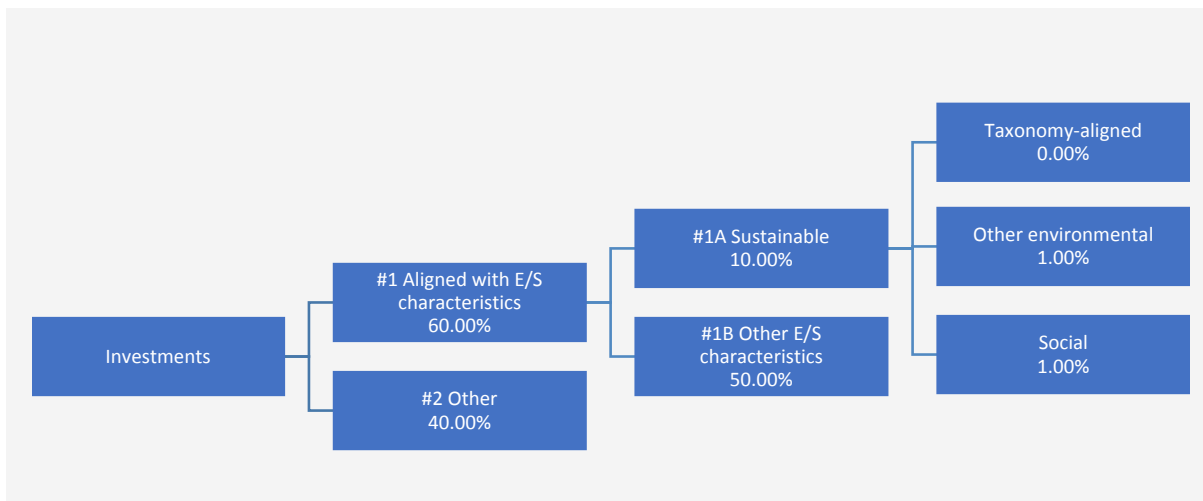 Investments
#1 Aligned with E/S
characteristics
60.00%
#2 Other
40.00%
#1A Sustainable
10.00%
#1B Other E/S
characteristics
50.00%
Taxonomy-aligned
0.00%
Other environmental
1.00%
Social
1.00%